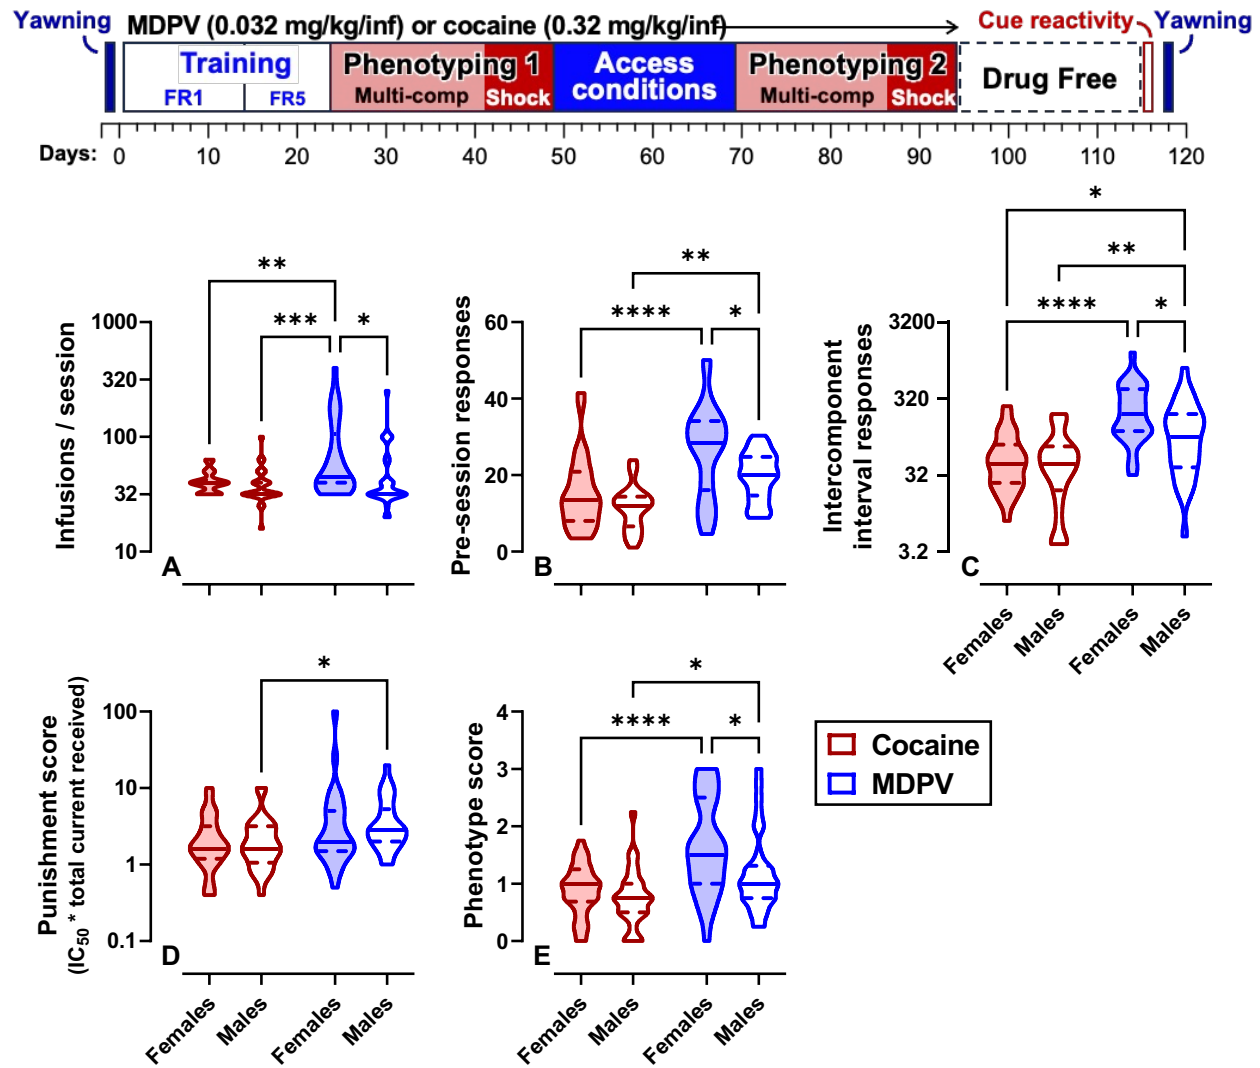 Yawning
MDPV (0.032 mg/kg/inf) or cocaine (0.32 mg/kg/inf)
Cue reactivity
Yawning
Training
FR1
FR5
Phenotyping 1
Multi-comp
Shock
Access
conditions
Phenotyping 2
Multi-comp
Shock
Drug Free
Days: 0 10 20 30 40 50 60 70 80 90 100 110 120
Infusions / session
1000
320
100
32
10
** 
*** *
A
Pre-session responses
60
40
20
0
**
**** *
B
Intercomponent
interval responses
3200
320
32
3.2
*
**
**** *
C
Females Males Females Males
Punishment score
(IC50 * total current received)
100
10
1
0.1
*
D
Females Males Females Males
Phenotype score
4
3
2
1
0
*
**** *
E
Females Males Females Males
Cocaine
MDPV